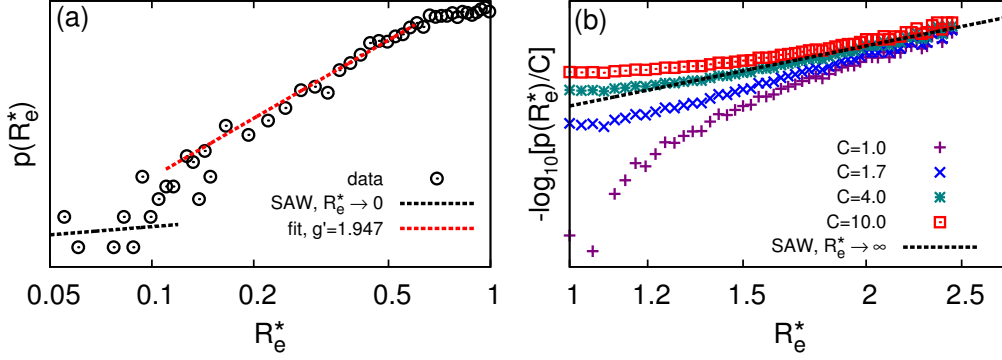 (a)
p(R*e)
data
SAW, R*e → 0
fit, g'=1.947
0.05 0.1 0.2 0.5 1
R*e
(b)
-log10[p(R*e)/C]
C=1.0
C=1.7
C=4.0
C=10.0
SAW, R*e → ∞
1 1.2 1.5 2 2.5
R*e